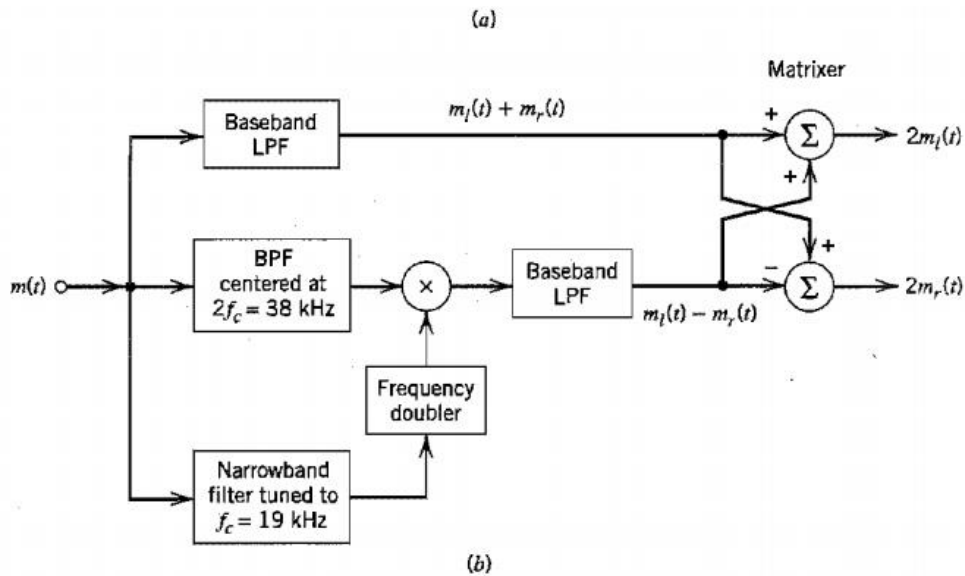 (a)
Matrixer
Baseband
LPF
m_l(t) + m_r(t)
+
Σ
2m_l(t)
+
m(t)
BPF
centered at
2f_c = 38 kHz
×
Baseband
LPF
m_l(t) − m_r(t)
+
−
Σ
2m_r(t)
Frequency
doubler
Narrowband
filter tuned to
f_c = 19 kHz
(b)